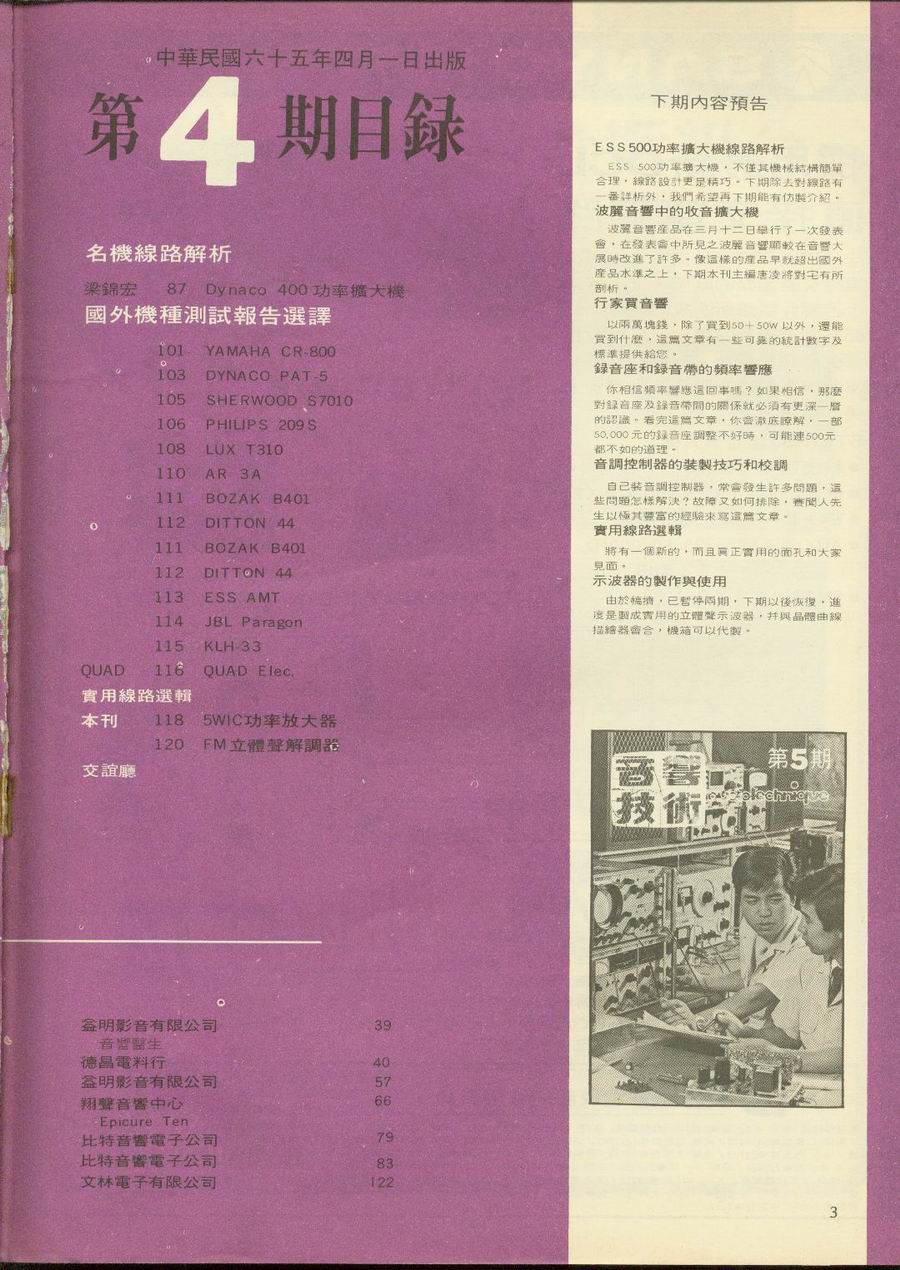 中華民國六十五年四月一日出版
第4期目録
名機線路解析
梁錦宏 87 Dynaco 400 功率擴大機
國外機種測試報告選譯
101 YAMAHA CR-800
103 DYNACO PAT-5
105 SHERWOOD S7010
106 PHILIPS 209S
108 LUX T310
110 AR 3A
111 BOZAK B401
112 DITTON 44
111 BOZAK B401
112 DITTON 44
113 ESS AMT
114 JBL Paragon
115 KLH-33
QUAD 116 QUAD Elec.
實用線路選輯
本刊 118 5WIC功率放大器
120 FM立體聲解調器
交誼廳
益明影音有限公司 39
音響醫生
德昌電料行 40
益明影音有限公司 57
翔聲音響中心 66
Epicure Ten
比特音響電子公司 79
比特音響電子公司 83
文林電子有限公司 122
下期內容預告
ESS500功率擴大機線路解析
ESS 500功率擴大機，不僅其機械結構簡單
合理，線路設計更是精巧。下期除去對線路有
一番詳析外，我們希望再下期能有仿製介紹。
波麗音響中的收音擴大機
波麗音響産品在三月十二日舉行了一次發表
會，在發表會中所見之波麗音響顯較在音響大
展時改進了許多。像這樣的産品早就超出國外
産品水準之上，下期本刊主編唐凌將對它有所
剖析。
行家買音響
以兩萬塊錢，除了買到50＋50W以外，還能
買到什麼，這篇文章有一些可靠的統計數字及
標準提供給您。
録音座和録音帶的頻率響應
你相信頻率響應這回事嗎？如果相信，那麼
對録音座及録音帶間的關係就必須有更深一層
的認識。看完這篇文章，你會澈底瞭解，一部
50,000元的録音座調整不好時，可能連500元
都不如的道理。
音調控制器的裝製技巧和校調
自己裝音調控制器，常會發生許多問題，這
些問題怎樣解決？故障又如何排除，賽聞人先
生以極其豐富的經驗來寫這篇文章。
實用線路選輯
將有一個新的，而且眞正實用的面孔和大家
見面。
示波器的製作與使用
由於稿擠，已暫停兩期，下期以後恢復，進
度是製成實用的立體聲示波器，幷與晶體曲線
描繪器會合，機箱可以代製。
第5期
音響
技術
audiotechnique
3